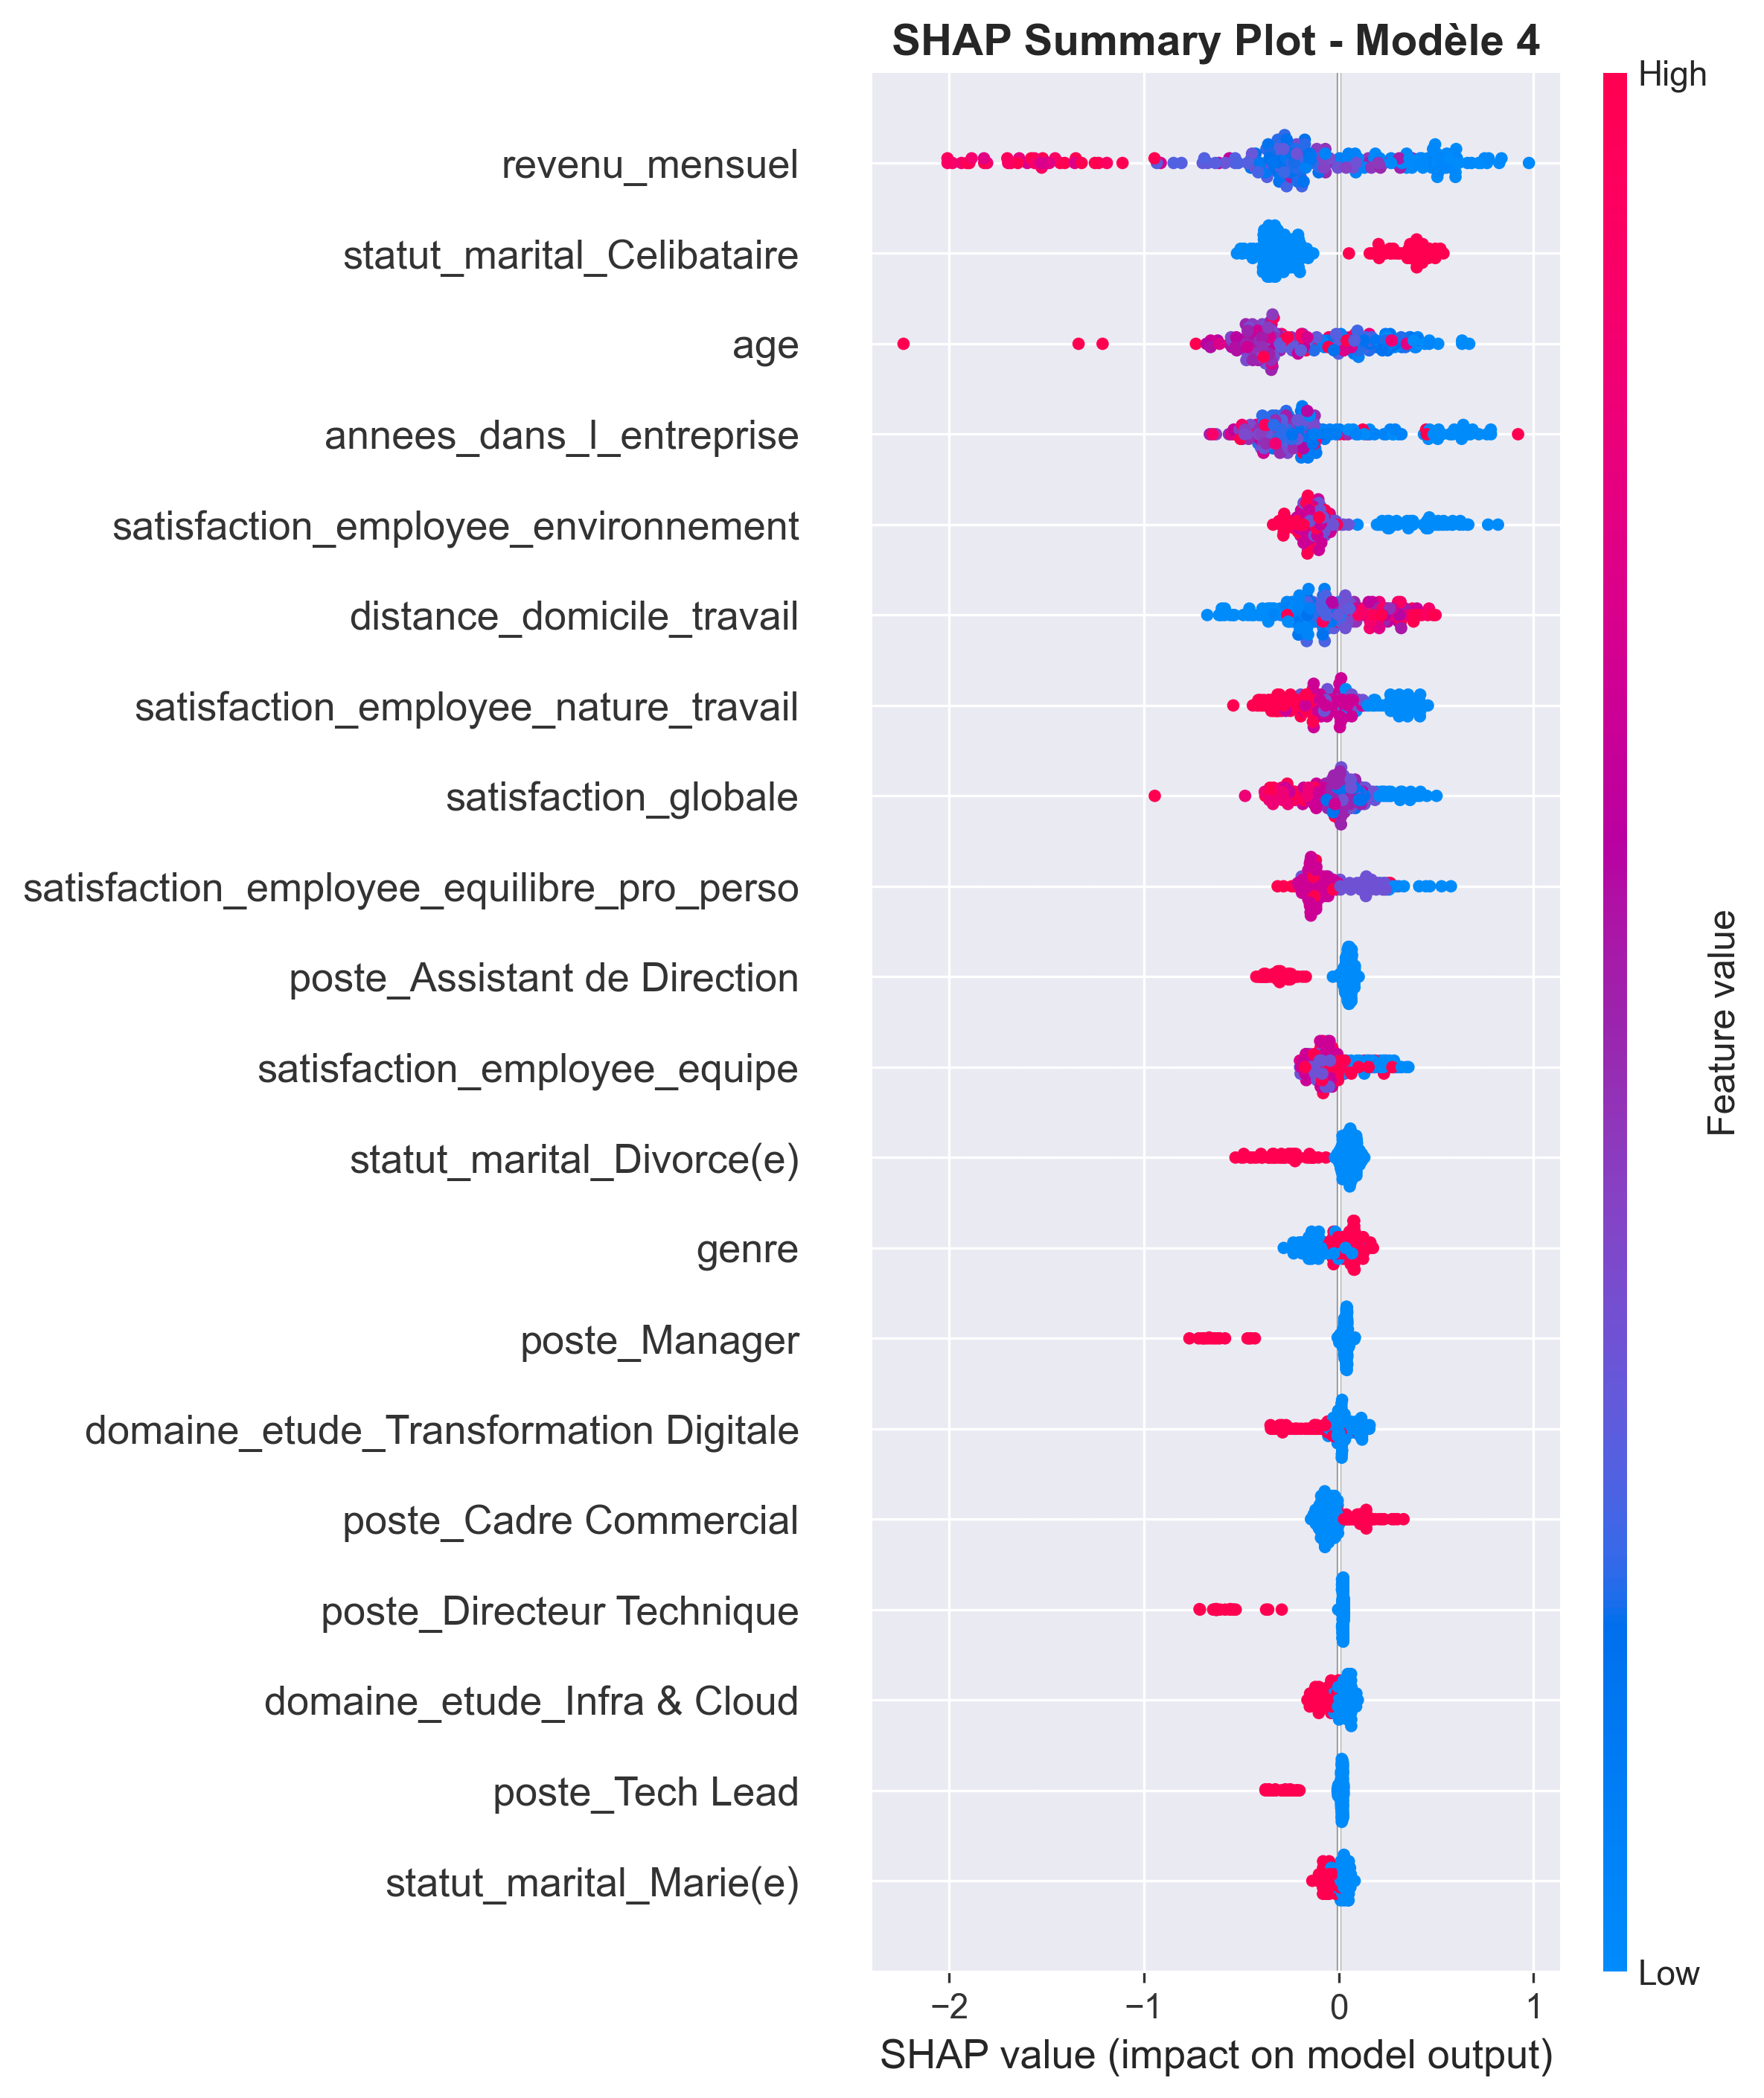 SHAP Summary Plot - Modèle 4
High
revenu_mensuel
statut_marital_Celibataire
age
annees_dans_l_entreprise
satisfaction_employee_environnement
distance_domicile_travail
satisfaction_employee_nature_travail
satisfaction_globale
satisfaction_employee_equilibre_pro_perso
poste_Assistant de Direction
satisfaction_employee_equipe
statut_marital_Divorce(e)
genre
poste_Manager
domaine_etude_Transformation Digitale
poste_Cadre Commercial
poste_Directeur Technique
domaine_etude_Infra & Cloud
poste_Tech Lead
statut_marital_Marie(e)
Feature value
Low
−2 −1 0 1
SHAP value (impact on model output)